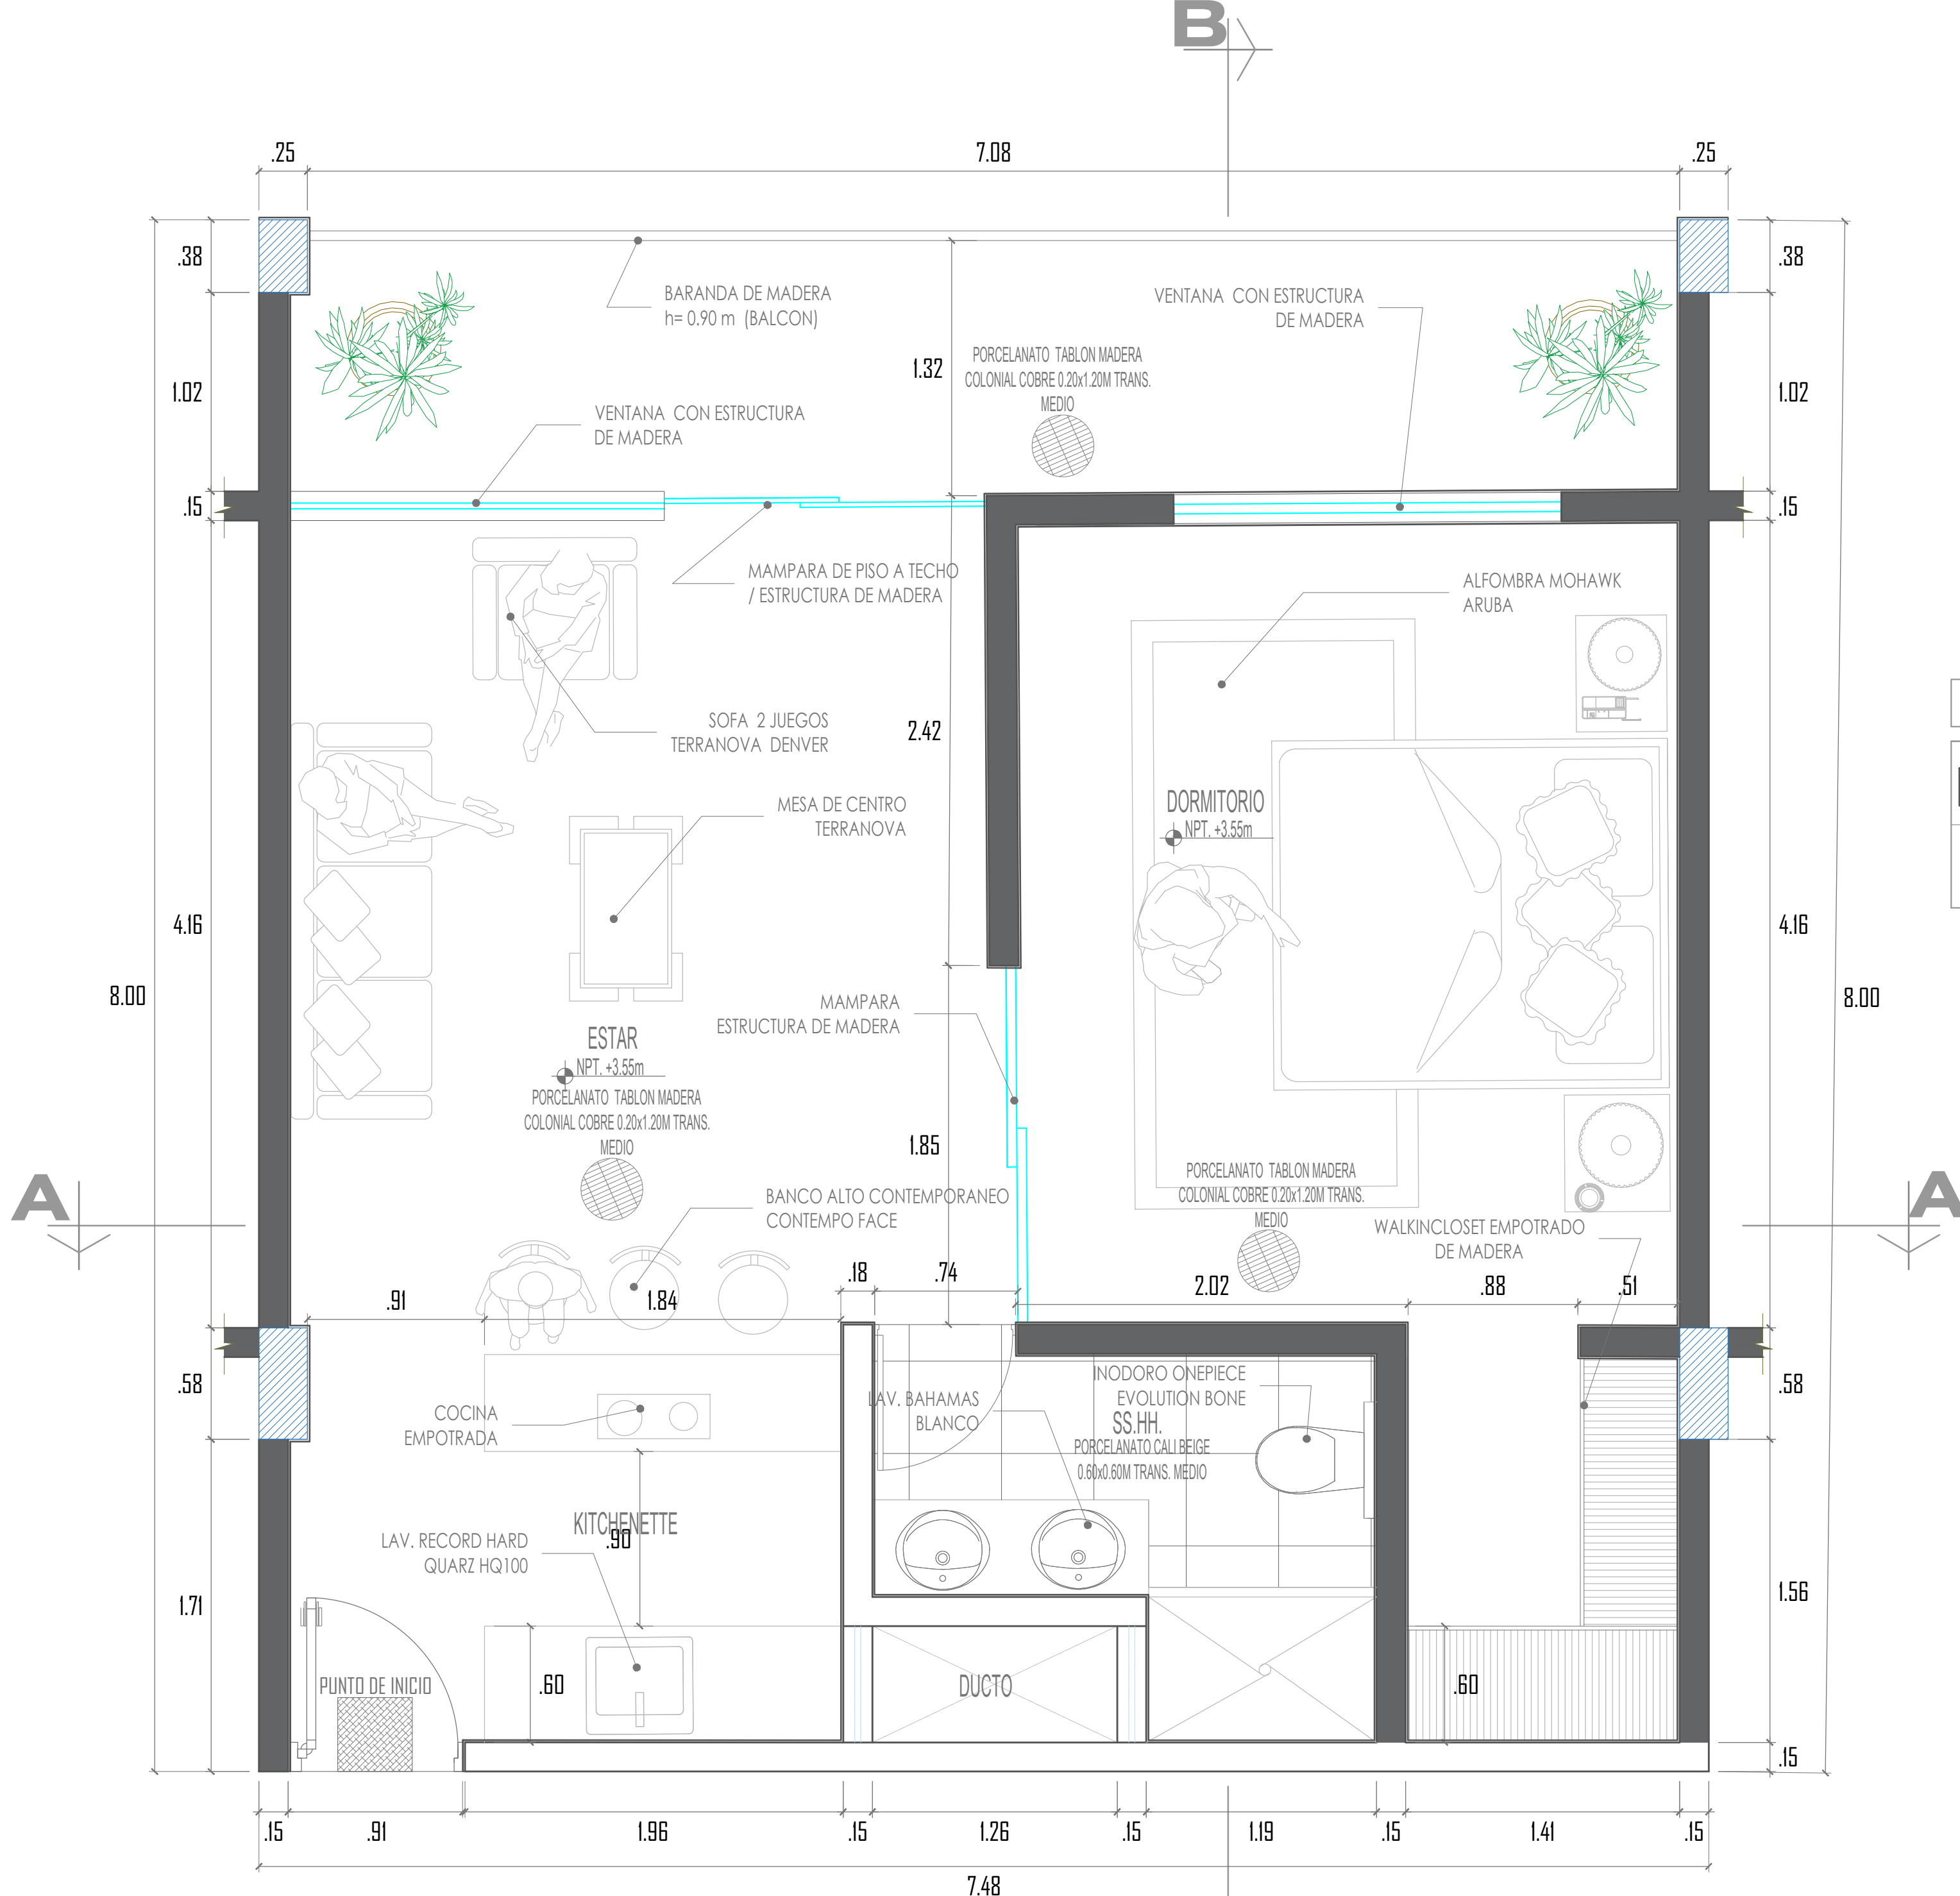 B
.25
7.08
.25
.38
.38
BARANDA DE MADERA
h= 0.90 m (BALCON)
VENTANA CON ESTRUCTURA
DE MADERA
1.02
1.32
PORCELANATO TABLON MADERA
COLONIAL COBRE 0.20x1.20M TRANS.
MEDIO
1.02
VENTANA CON ESTRUCTURA
DE MADERA
.15
.15
MAMPARA DE PISO A TECHO
/ ESTRUCTURA DE MADERA
ALFOMBRA MOHAWK
ARUBA
SOFA 2 JUEGOS
TERRANOVA DENVER
2.42
MESA DE CENTRO
TERRANOVA
DORMITORIO
NPT. +3.55m
4.16
4.16
8.00
8.00
MAMPARA
ESTRUCTURA DE MADERA
ESTAR
NPT. +3.55m
PORCELANATO TABLON MADERA
COLONIAL COBRE 0.20x1.20M TRANS.
MEDIO
1.85
PORCELANATO TABLON MADERA
COLONIAL COBRE 0.20x1.20M TRANS.
MEDIO
A
A
BANCO ALTO CONTEMPORANEO
CONTEMPO FACE
WALKINCLOSET EMPOTRADO
DE MADERA
.18
.74
2.02
.88
.51
.91
1.84
.58
.58
COCINA
EMPOTRADA
LAV. BAHAMAS
BLANCO
INODORO ONEPIECE
EVOLUTION BONE
SS.HH.
PORCELANATO CALI BEIGE
0.60x0.60M TRANS. MEDIO
KITCHENETTE
.90
LAV. RECORD HARD
QUARZ HQ100
1.71
1.56
PUNTO DE INICIO
.60
DUCTO
.60
.15
.15
.91
1.96
.15
1.26
.15
1.19
.15
1.41
.15
7.48